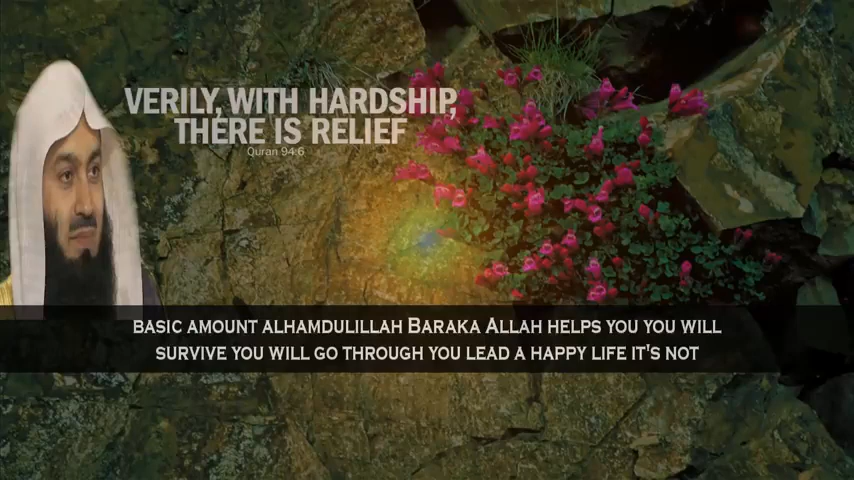 VERILY, WITH HARDSHIP,
THERE IS RELIEF
Quran 94:6
BASIC AMOUNT ALHAMDULILLAH BARAKA ALLAH HELPS YOU YOU WILL
SURVIVE YOU WILL GO THROUGH YOU LEAD A HAPPY LIFE IT'S NOT